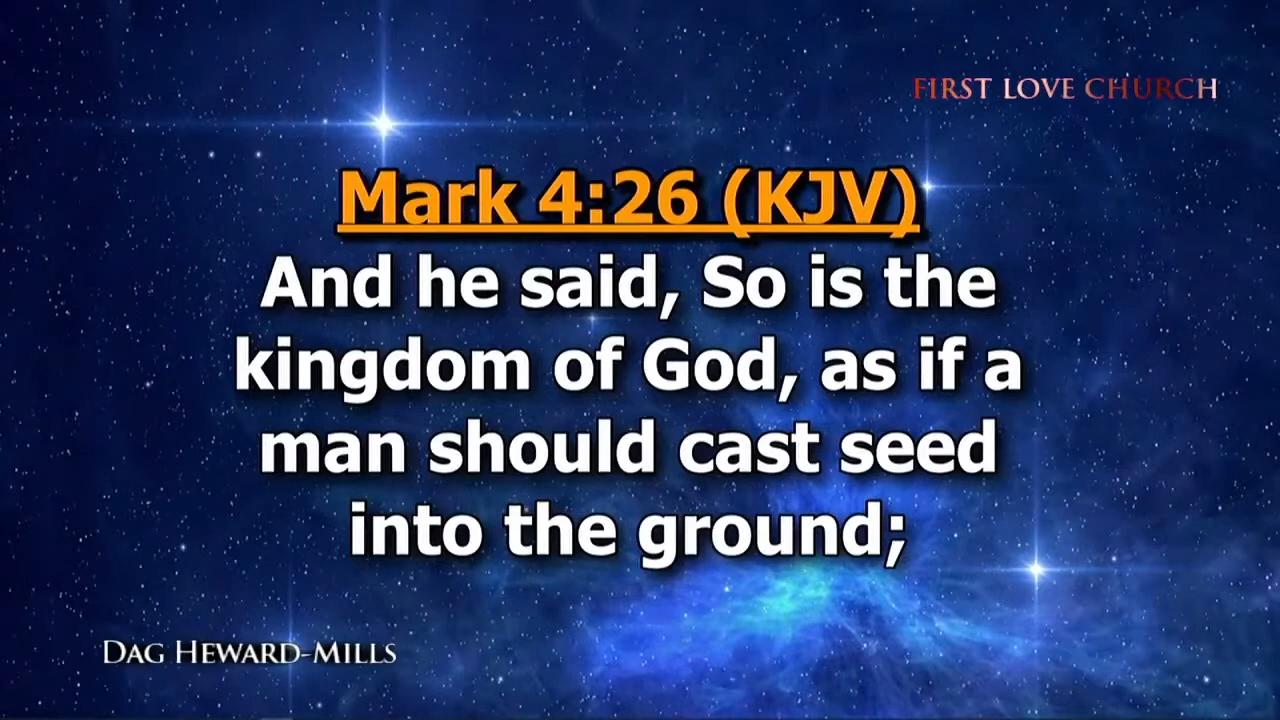 FIRST LOVE CHURCH
Mark 4:26 (KJV)
And he said, So is the
kingdom of God, as if a
man should cast seed
into the ground;
DAG HEWARD-MILLS